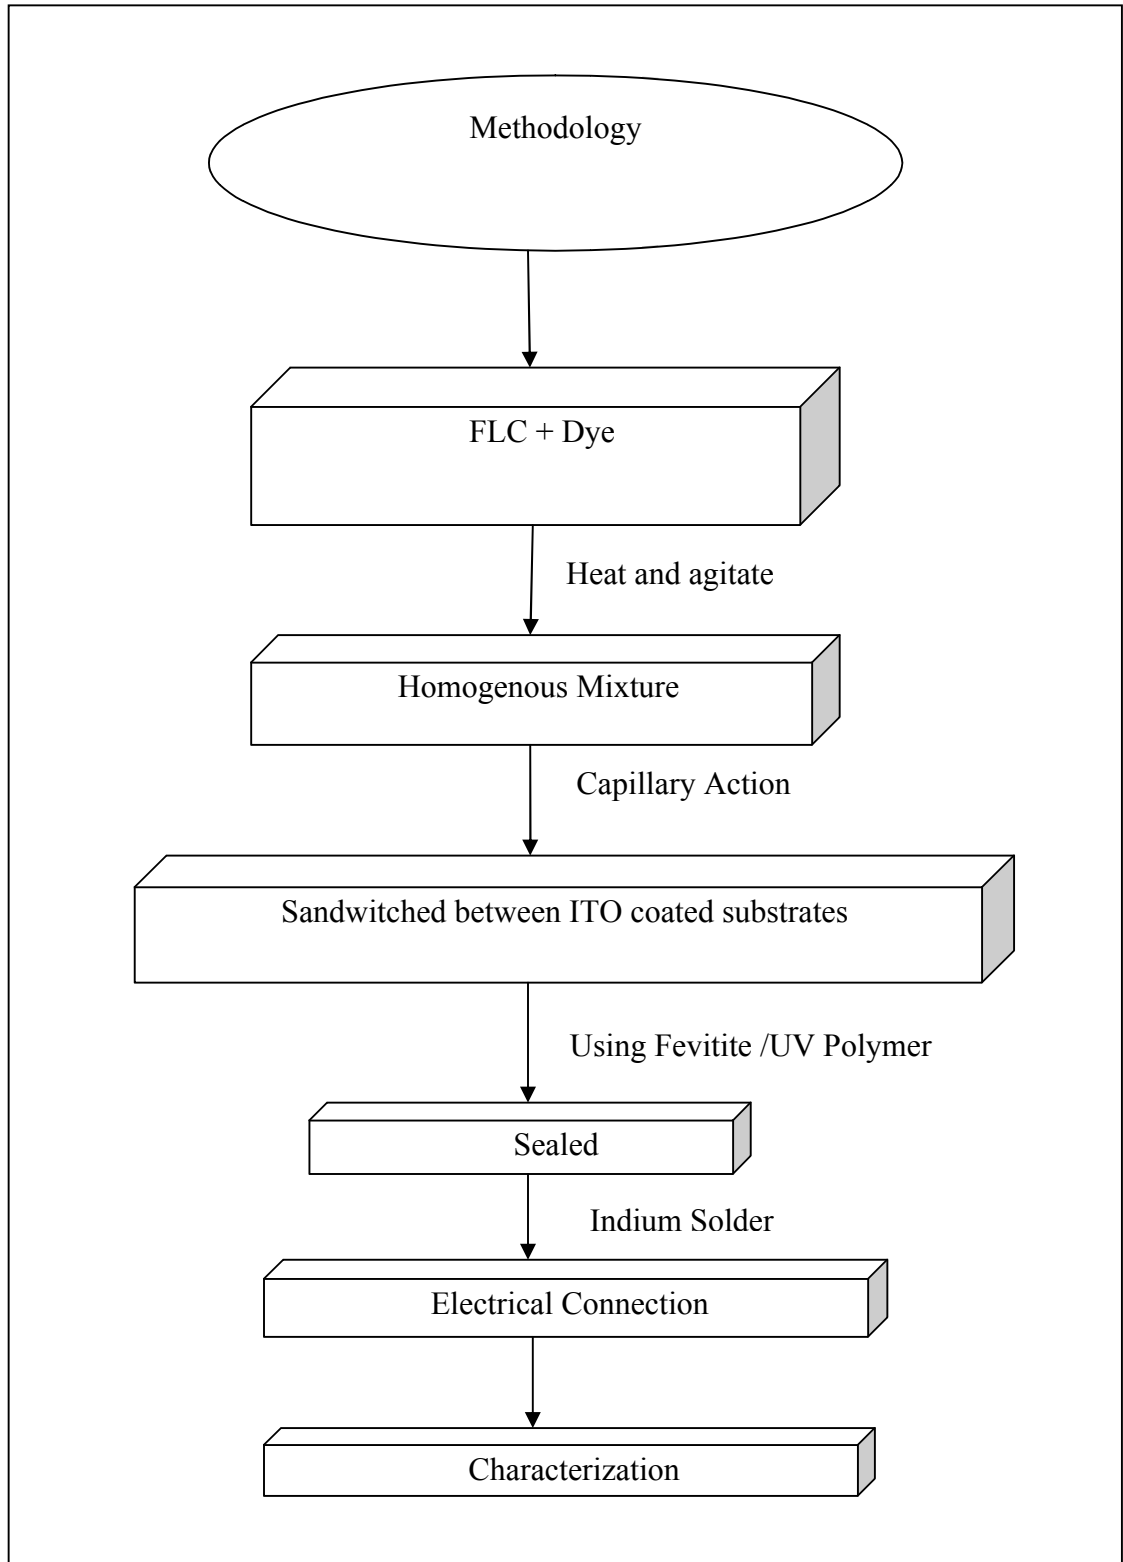 Methodology
FLC + Dye
Heat and agitate
Homogenous Mixture
Capillary Action
Sandwitched between ITO coated substrates
Using Fevitite /UV Polymer
Sealed
Indium Solder
Electrical Connection
Characterization